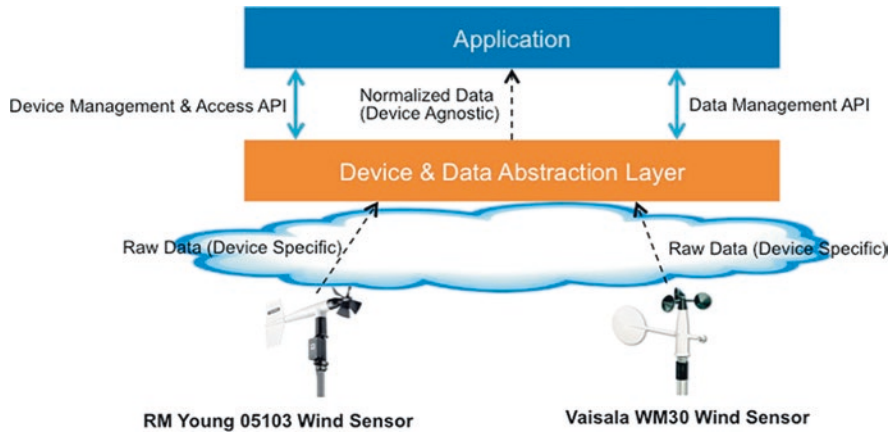 Application
Device Management & Access API
Normalized Data
(Device Agnostic)
Data Management API
Device & Data Abstraction Layer
Raw Data (Device Specific)
Raw Data (Device Specific)
RM Young 05103 Wind Sensor
Vaisala WM30 Wind Sensor